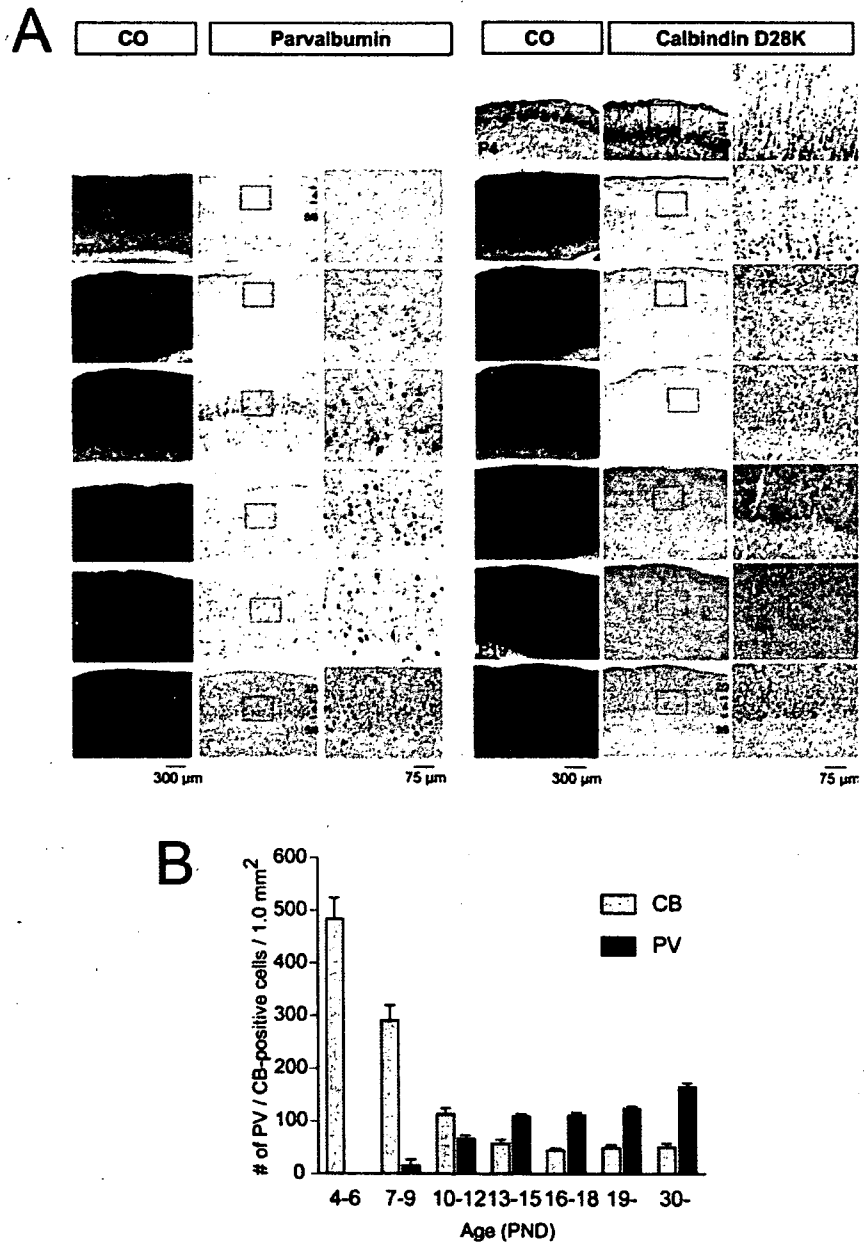 A
CO Parvalbumin CO Calbindin D28K
P4
300 µm 75 µm 300 µm 75 µm
B
# of PV / CB-positive cells / 1.0 mm²
600
500
400
300
200
100
0
CB
PV
4-6 7-9 10-12 13-15 16-18 19- 30-
Age (PND)